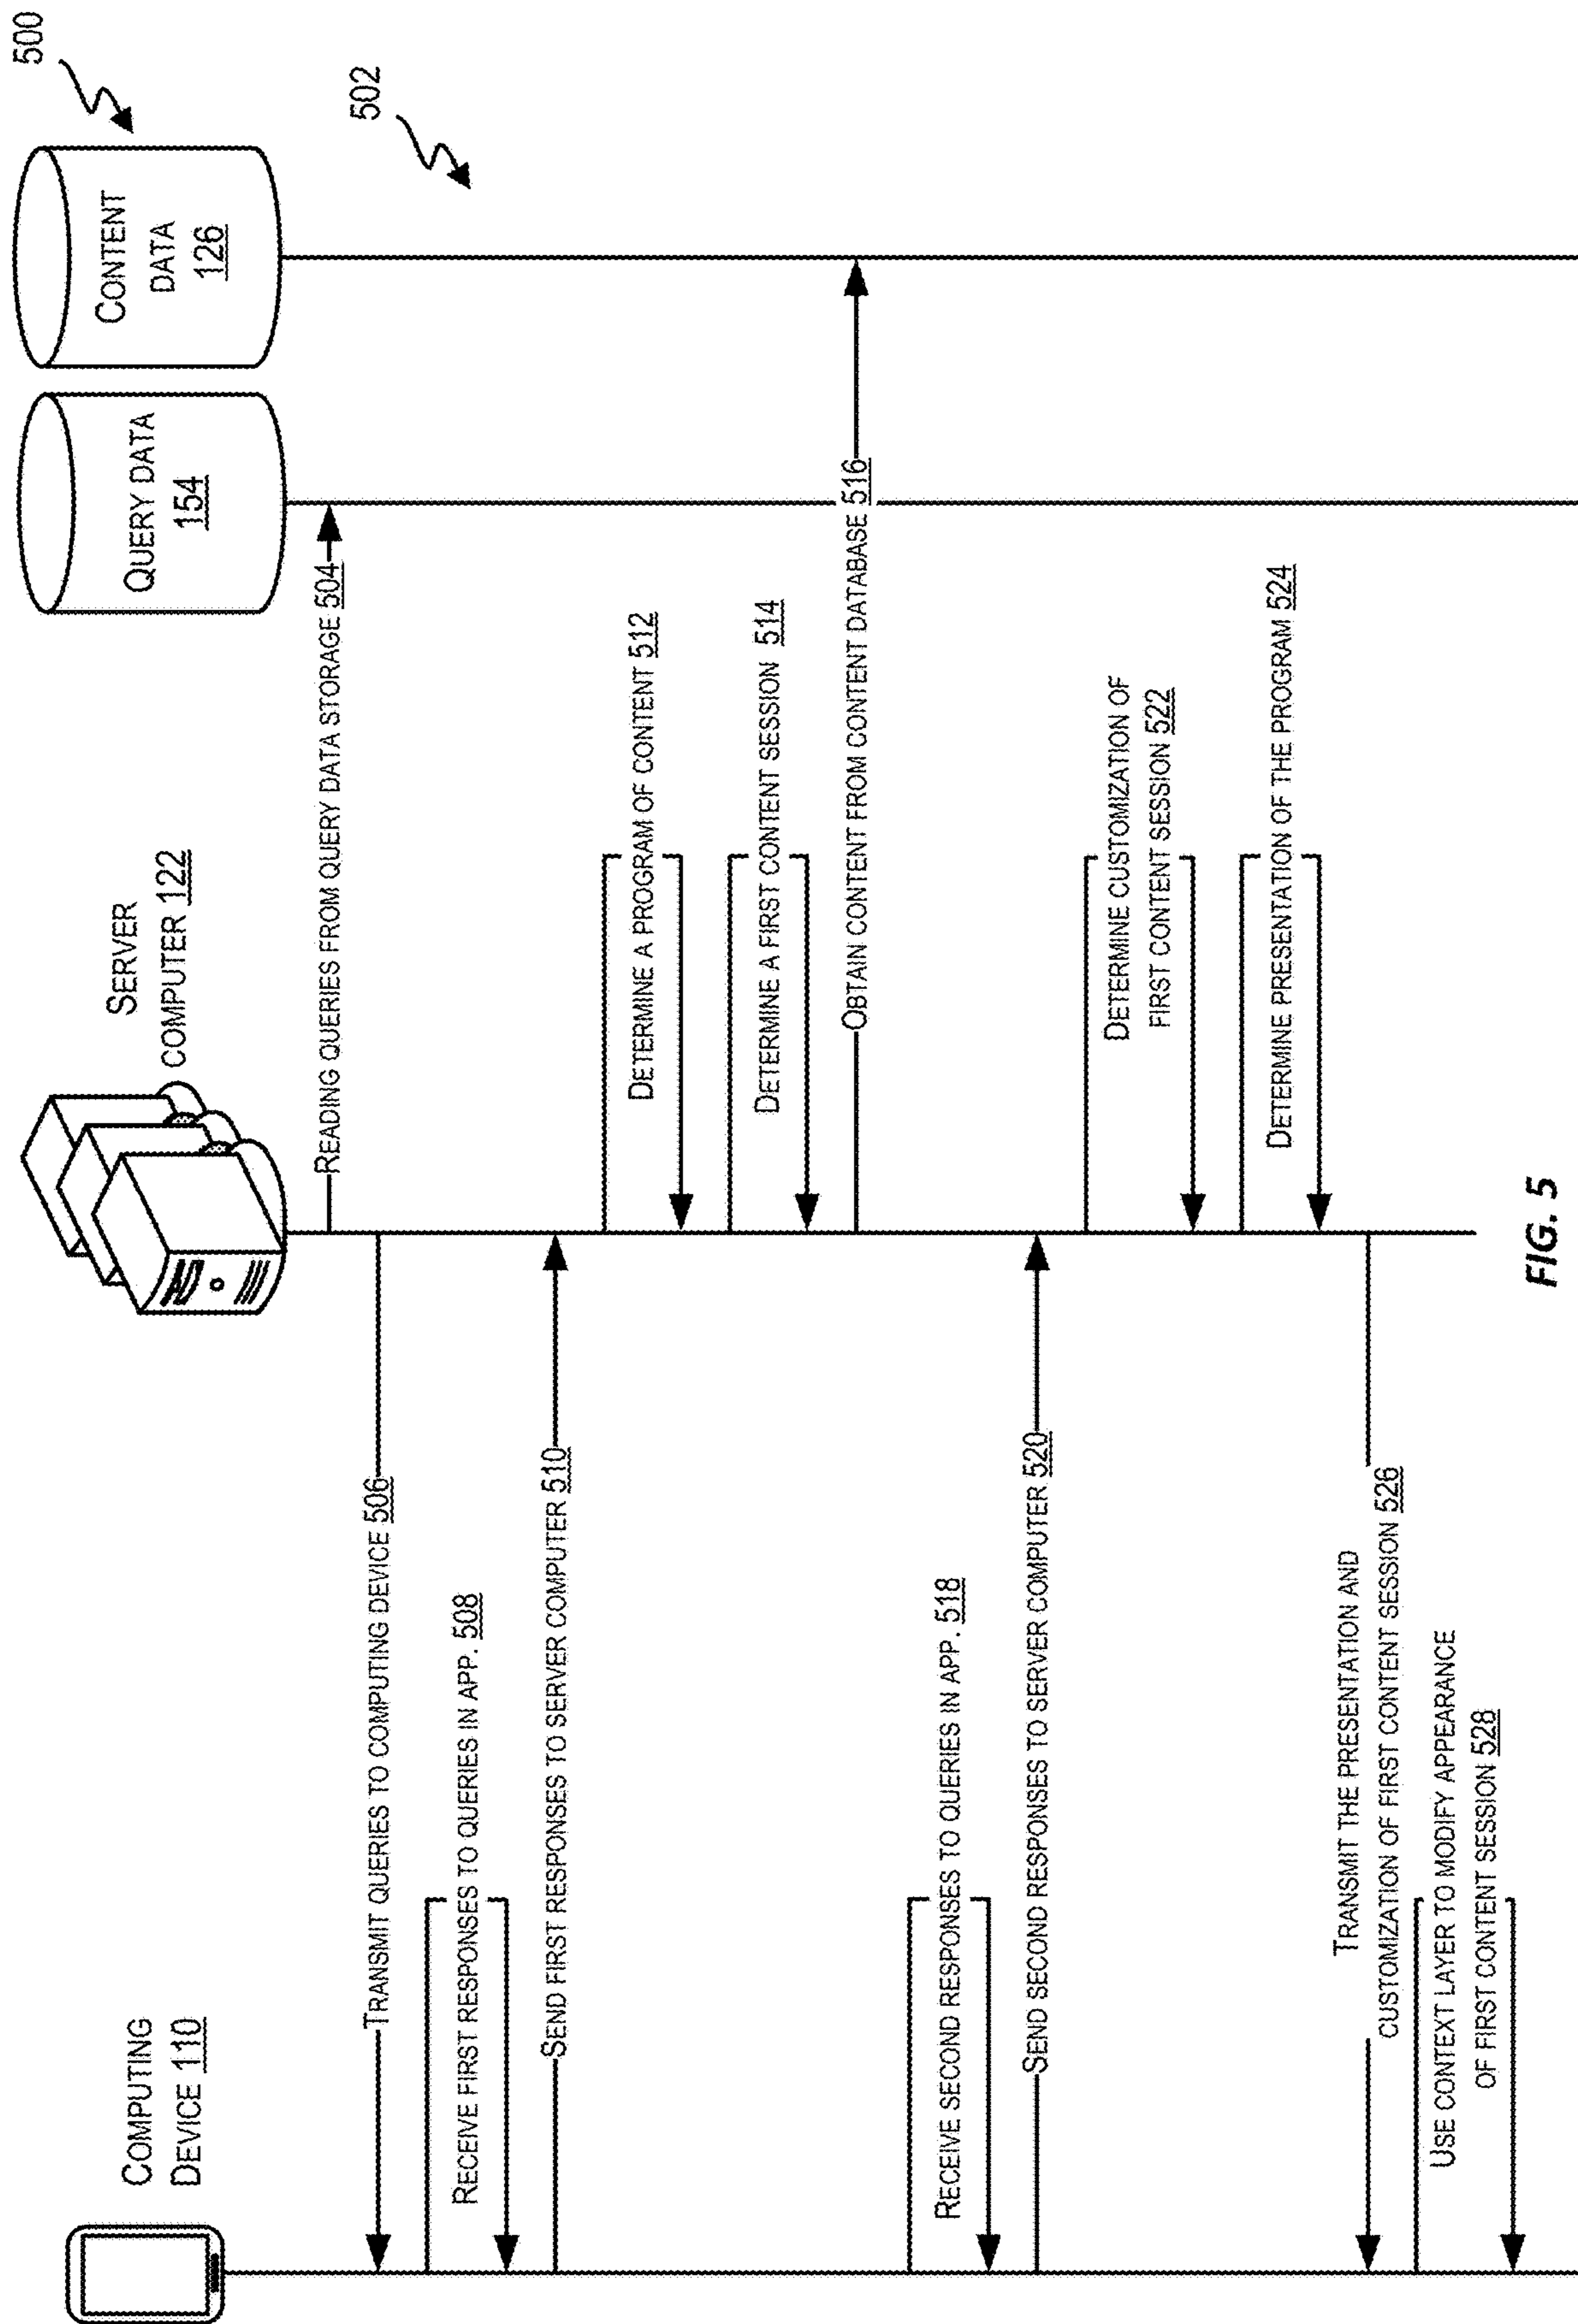 500
502
COMPUTING
DEVICE 110
SERVER
COMPUTER 122
QUERY DATA
154
CONTENT
DATA
126
READING QUERIES FROM QUERY DATA STORAGE 504
TRANSMIT QUERIES TO COMPUTING DEVICE 506
RECEIVE FIRST RESPONSES TO QUERIES IN APP. 508
SEND FIRST RESPONSES TO SERVER COMPUTER 510
DETERMINE A PROGRAM OF CONTENT 512
DETERMINE A FIRST CONTENT SESSION 514
OBTAIN CONTENT FROM CONTENT DATABASE 516
RECEIVE SECOND RESPONSES TO QUERIES IN APP. 518
SEND SECOND RESPONSES TO SERVER COMPUTER 520
DETERMINE CUSTOMIZATION OF
FIRST CONTENT SESSION 522
DETERMINE PRESENTATION OF THE PROGRAM 524
TRANSMIT THE PRESENTATION AND
CUSTOMIZATION OF FIRST CONTENT SESSION 526
USE CONTEXT LAYER TO MODIFY APPEARANCE
OF FIRST CONTENT SESSION 528
FIG. 5